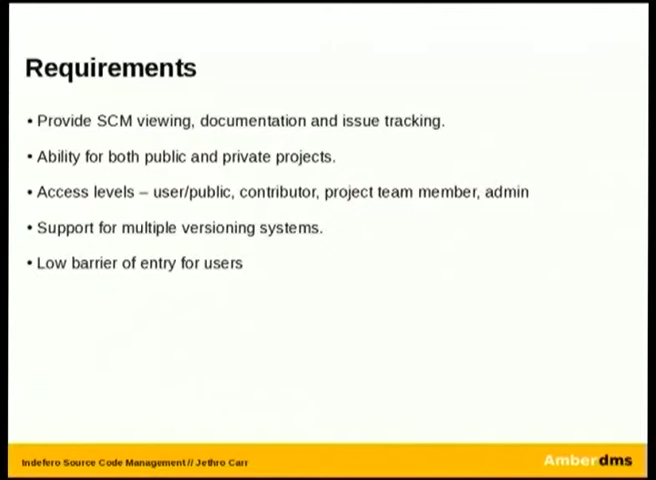 Requirements
• Provide SCM viewing, documentation and issue tracking.
• Ability for both public and private projects.
• Access levels – user/public, contributor, project team member, admin
• Support for multiple versioning systems.
• Low barrier of entry for users
Indefero Source Code Management // Jethro Carr
Amberdms